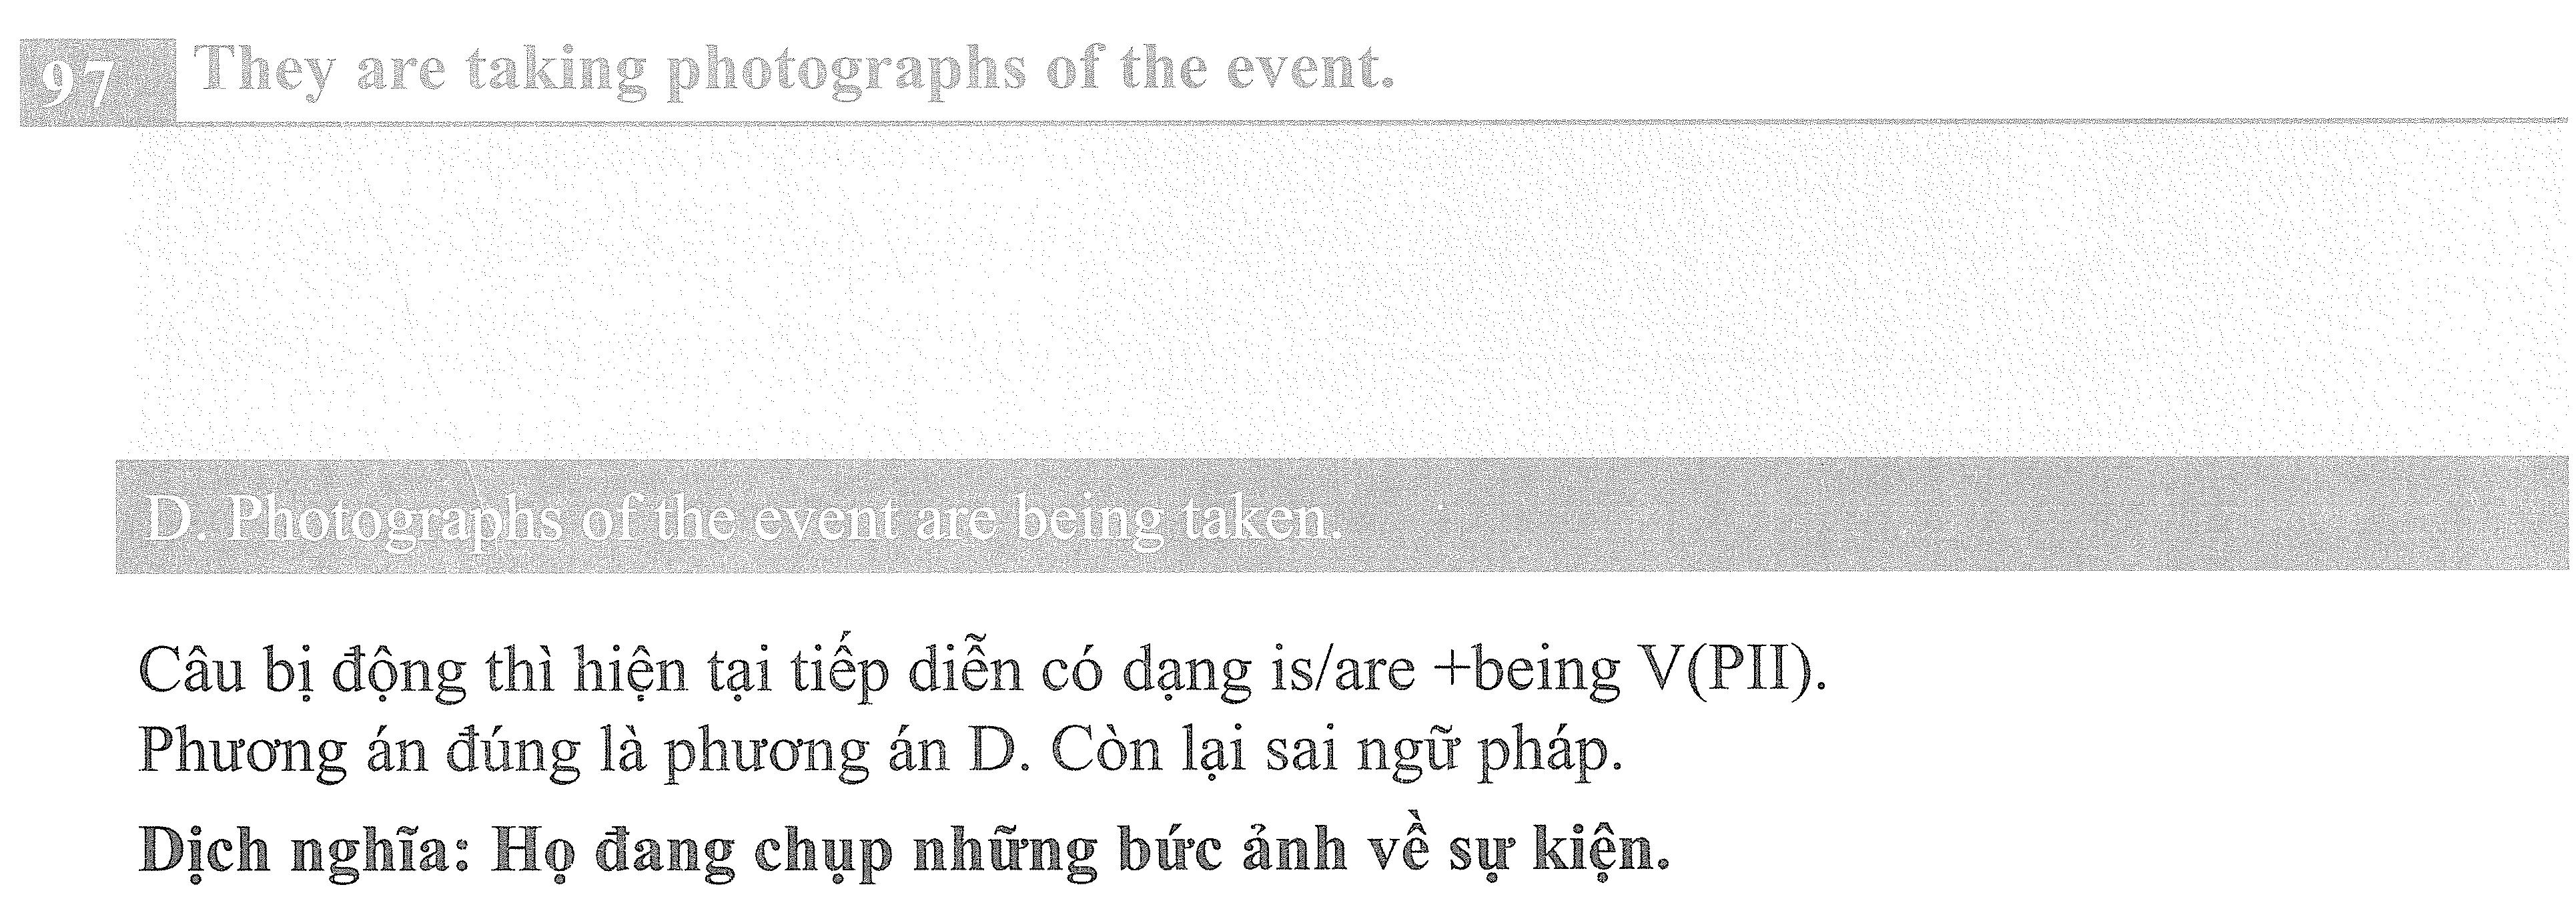 97 They are taking photographs of the event.
D. Photographs of the event are being taken.
Câu bị động thì hiện tại tiếp diễn có dạng is/are +being V(PII).
Phương án đúng là phương án D. Còn lại sai ngữ pháp.
Dịch nghĩa: Họ đang chụp những bức ảnh về sự kiện.